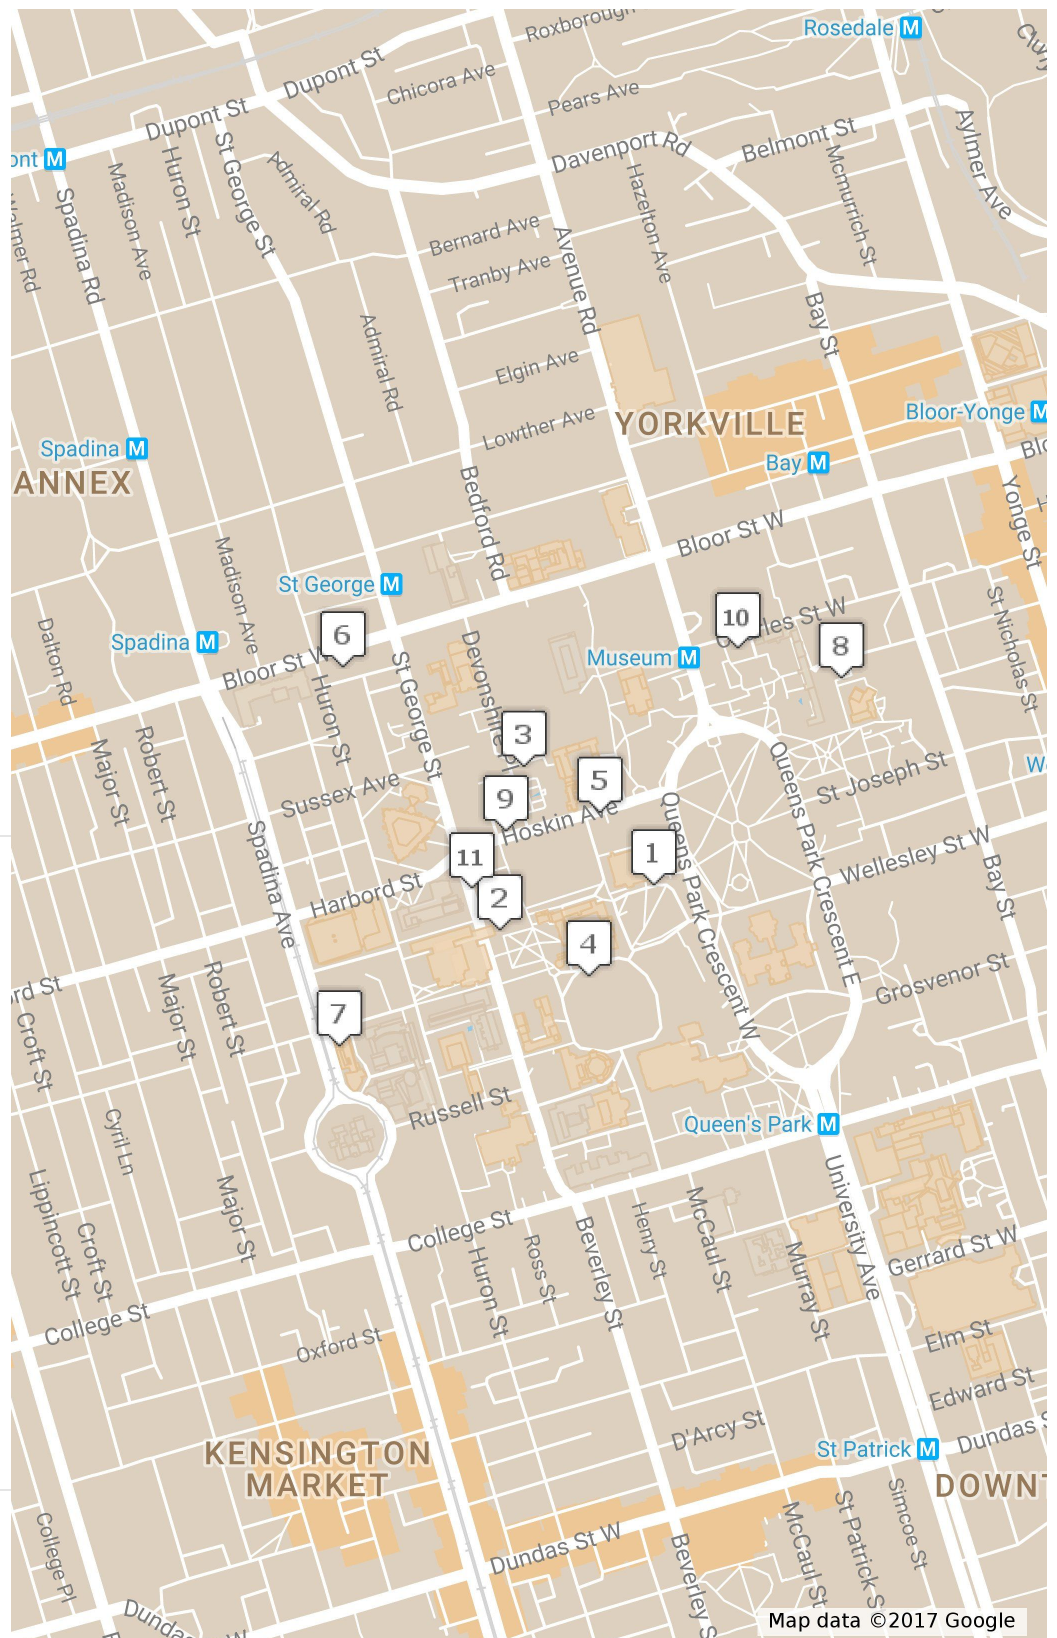 Roxborough
Rosedale M
Dupont St
Chicora Ave
Pears Ave
Dupont St
Davenport Rd
Belmont St
Aylmer Ave
ont M
Huron St
St George St
Admiral Rd
Madison Ave
Spadina Rd
Walmer Rd
Hazelton Ave
Mcmurrich St
Bernard Ave
Tranby Ave
Avenue Rd
Bay St
Admiral Rd
Elgin Ave
Lowther Ave
YORKVILLE
Bloor-Yonge M
Blo
Spadina M
Bay M
ANNEX
Bedford Rd
Yonge St
H
Bloor St W
Madison Ave
St George M
St Nicholas St
10
Charles St W
6
8
Dalton Rd
Spadina M
Bloor St W
Devonshire P
Museum M
Huron St
St George St
3
Robert St
Major St
Sussex Ave
9
5
St Joseph St
We
Queens Park Crescent E
Hoskin Ave
Queens Park Crescent W
Spadina Ave
11
1
Wellesley St W
Bay St
Harbord St
2
4
ord St
Grosvenor St
Major St
Robert St
Croft St
7
Russell St
Queen's Park M
Cyril Ln
Lippincott St
Croft St
Major St
College St
Huron St
Ross St
Beverley St
Henry St
McCaul St
Murray St
University Ave
Gerrard St W
College St
Oxford St
Elm St
Edward St
D'Arcy St
Dundas S
St Patrick M
KENSINGTON
MARKET
DOWNT
College Pl
Dundas St W
Beverley S
McCaul St
St Patrick S
Simcoe St
Dundas
W
Map data ©2017 Google